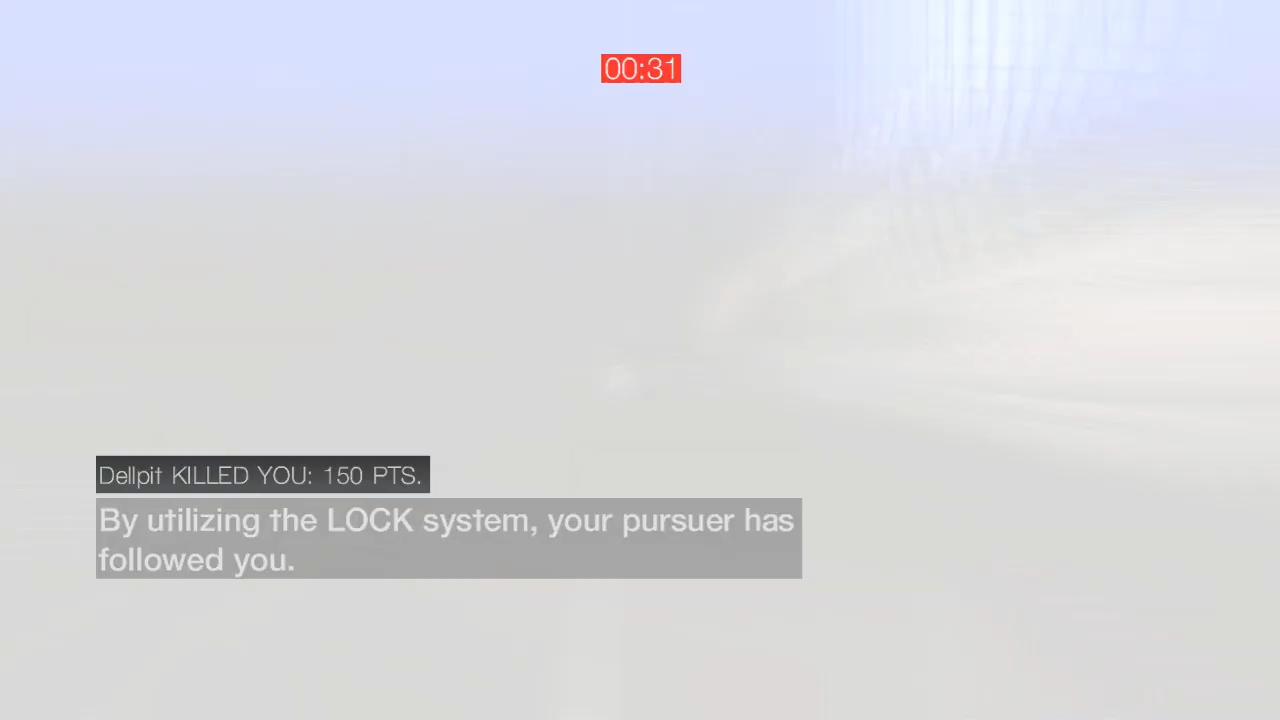 00:31
Dellpit KILLED YOU: 150 PTS.
By utilizing the LOCK system, your pursuer has
followed you.